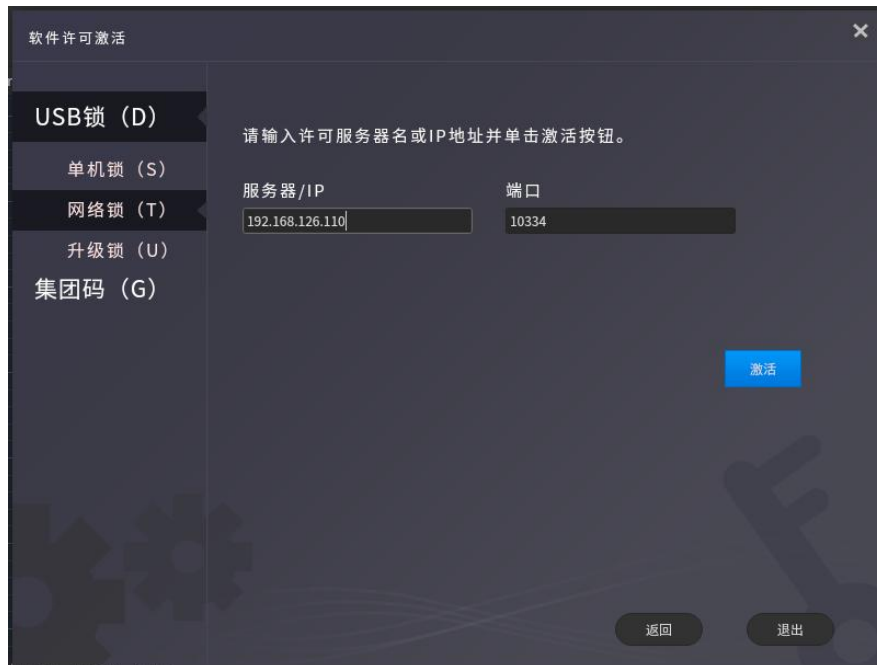 软件许可激活
USB锁（D）
单机锁（S）
网络锁（T）
升级锁（U）
集团码（G）
请输入许可服务器名或IP地址并单击激活按钮。
服务器/IP
端口
192.168.126.110
10334
激活
返回
退出